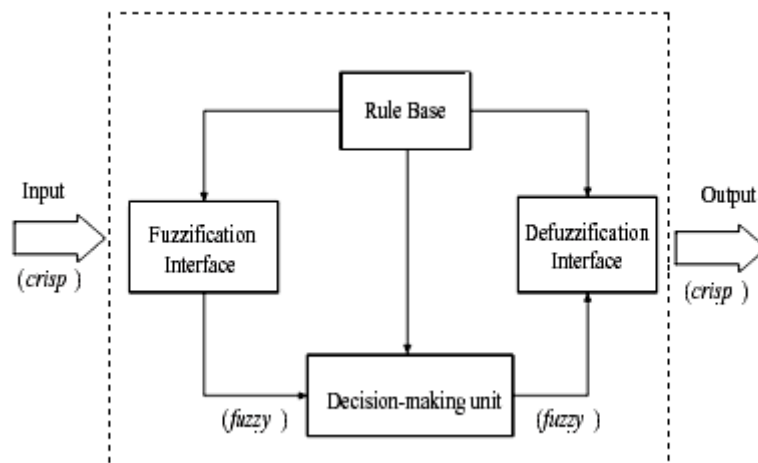 Rule Base
Input
(crisp )
Fuzzification
Interface
Defuzzification
Interface
Output
(crisp )
Decision-making unit
(fuzzy )
(fuzzy )